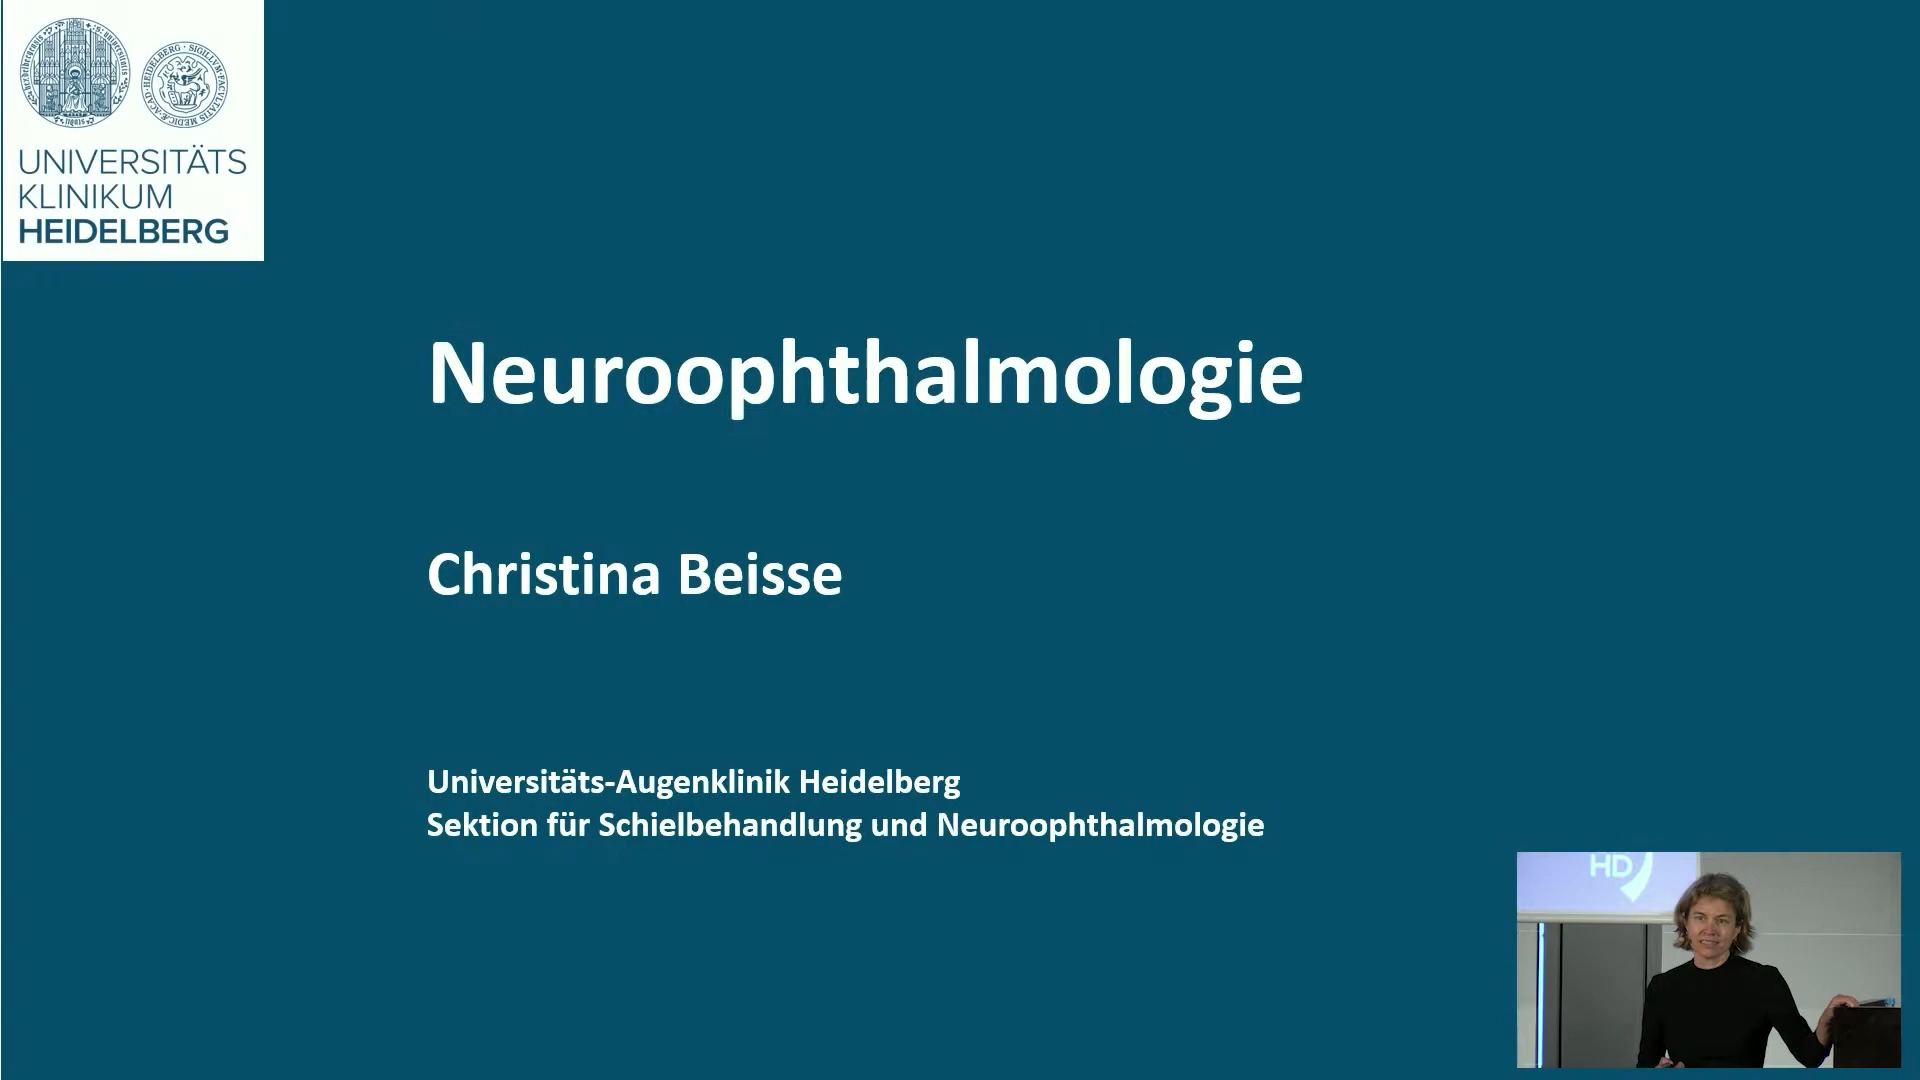 UNIVERSITÄTS
KLINIKUM
HEIDELBERG
Neuroophthalmologie
Christina Beisse
Universitäts-Augenklinik Heidelberg
Sektion für Schielbehandlung und Neuroophthalmologie
HD